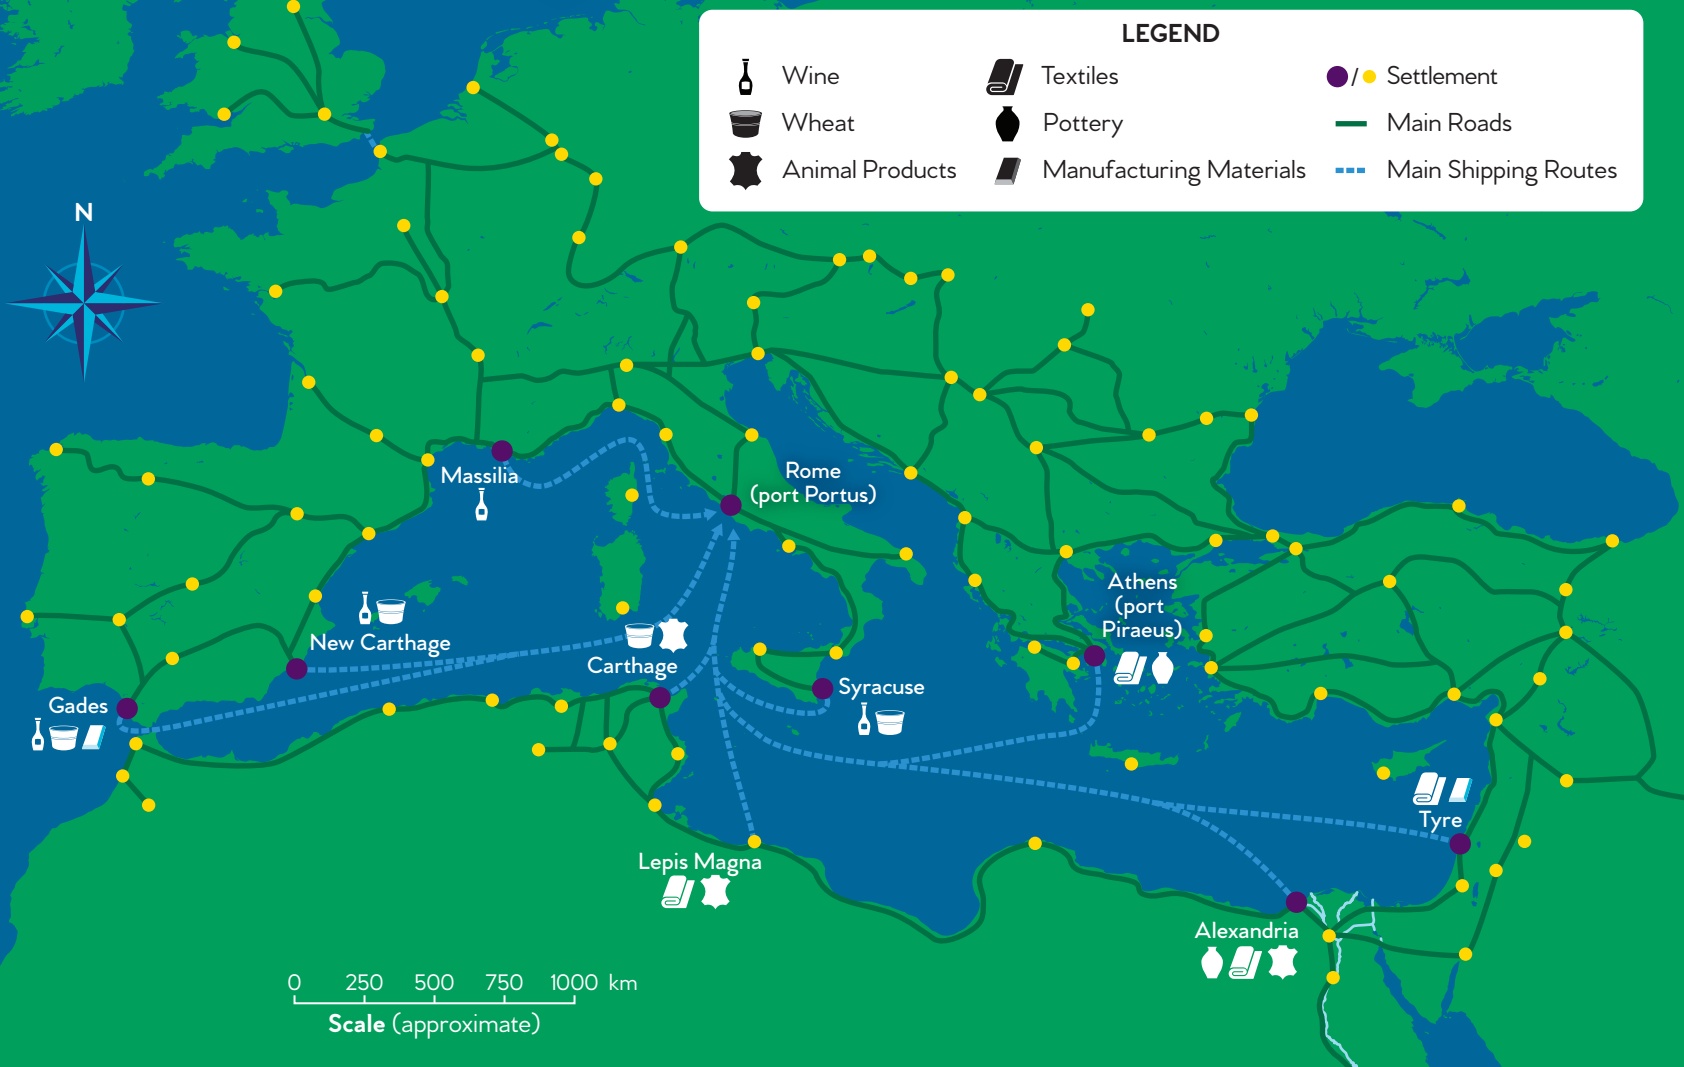 LEGEND
Wine
Textiles
/ Settlement
Wheat
Pottery
Main Roads
Animal Products
Manufacturing Materials
Main Shipping Routes
N
Massilia
Rome
(port Portus)
Athens
(port
Piraeus)
New Carthage
Carthage
Gades
Syracuse
Tyre
Lepis Magna
Alexandria
0 250 500 750 1000 km
Scale (approximate)